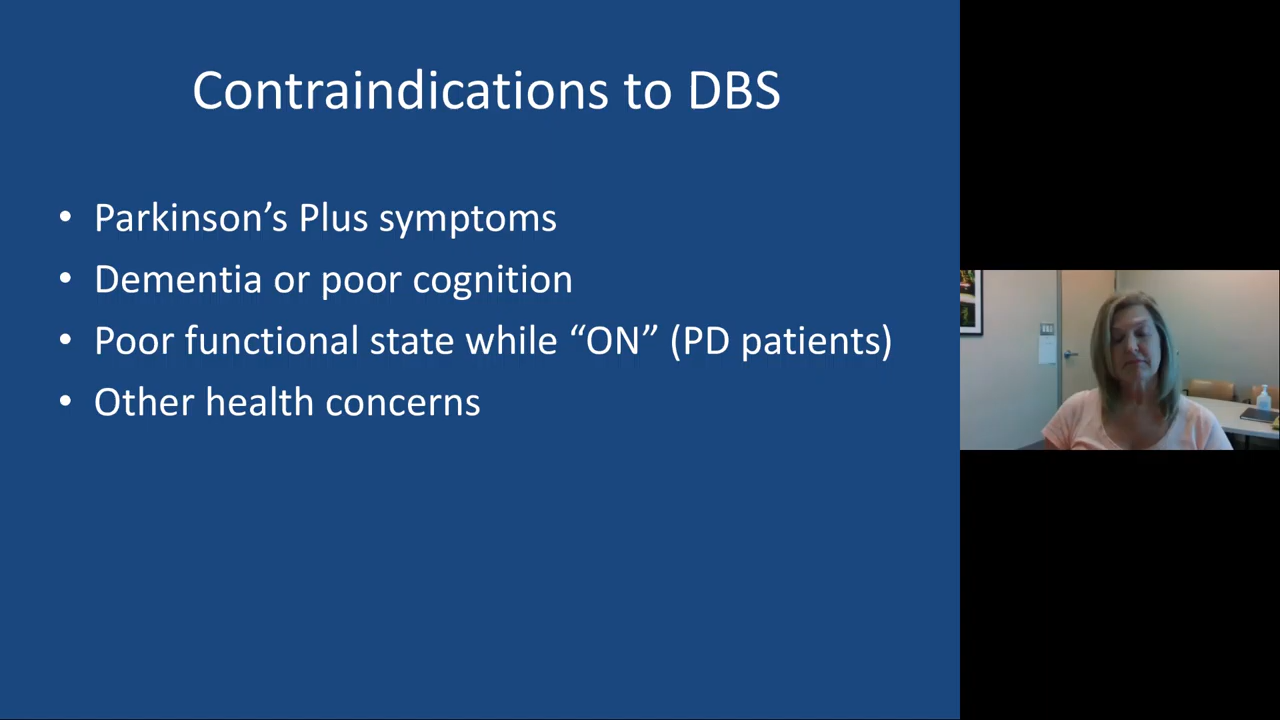 Contraindications to DBS
• Parkinson’s Plus symptoms
• Dementia or poor cognition
• Poor functional state while “ON” (PD patients)
• Other health concerns